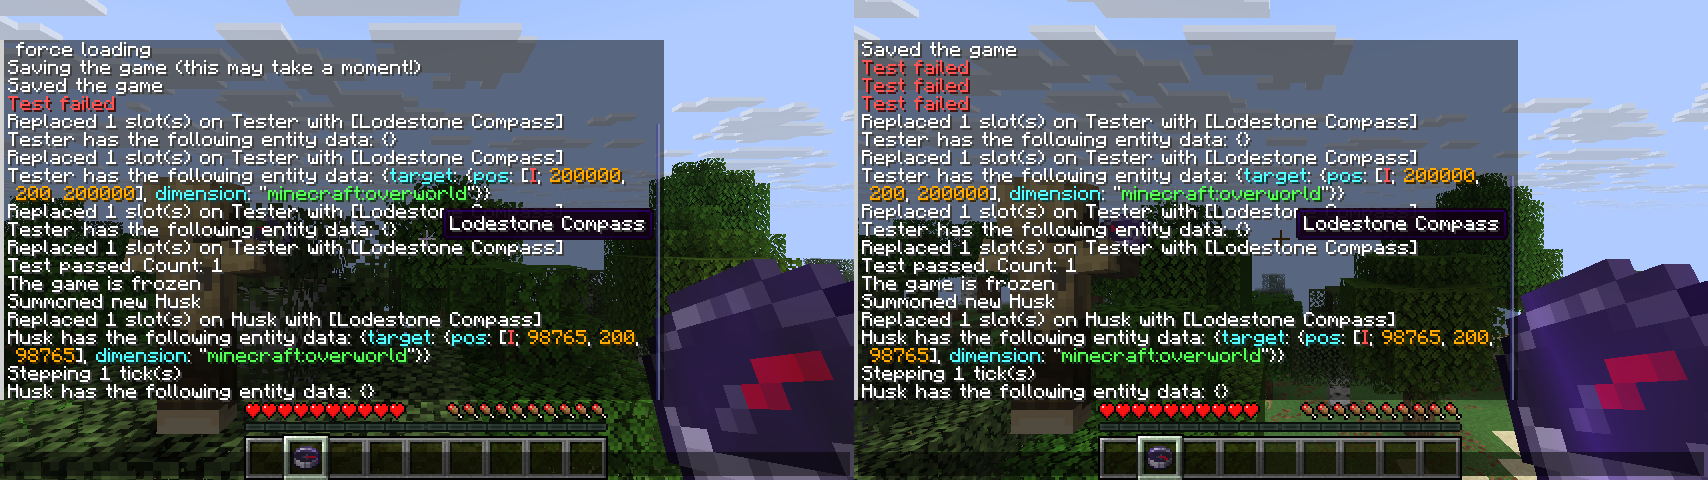 force loading
Saving the game (this may take a moment!)
Saved the game
Test failed
Replaced 1 slot(s) on Tester with [Lodestone Compass]
Tester has the following entity data: {}
Replaced 1 slot(s) on Tester with [Lodestone Compass]
Tester has the following entity data: {target: {pos: [I; 200000,
200, 200000], dimension: "minecraft:overworld"}}
Replaced 1 slot(s) on Tester with [Lodestone Compass]
Tester has the following entity data: {}
Lodestone Compass
Replaced 1 slot(s) on Tester with [Lodestone Compass]
Test passed. Count: 1
The game is frozen
Summoned new Husk
Replaced 1 slot(s) on Husk with [Lodestone Compass]
Husk has the following entity data: {target: {pos: [I; 98765, 200,
98765], dimension: "minecraft:overworld"}}
Stepping 1 tick(s)
Husk has the following entity data: {}
Saved the game
Test failed
Test failed
Test failed
Replaced 1 slot(s) on Tester with [Lodestone Compass]
Tester has the following entity data: {}
Replaced 1 slot(s) on Tester with [Lodestone Compass]
Tester has the following entity data: {target: {pos: [I; 200000,
200, 200000], dimension: "minecraft:overworld"}}
Replaced 1 slot(s) on Tester with [Lodestone Compass]
Tester has the following entity data: {}
Lodestone Compass
Replaced 1 slot(s) on Tester with [Lodestone Compass]
Test passed. Count: 1
The game is frozen
Summoned new Husk
Replaced 1 slot(s) on Husk with [Lodestone Compass]
Husk has the following entity data: {target: {pos: [I; 98765, 200,
98765], dimension: "minecraft:overworld"}}
Stepping 1 tick(s)
Husk has the following entity data: {}